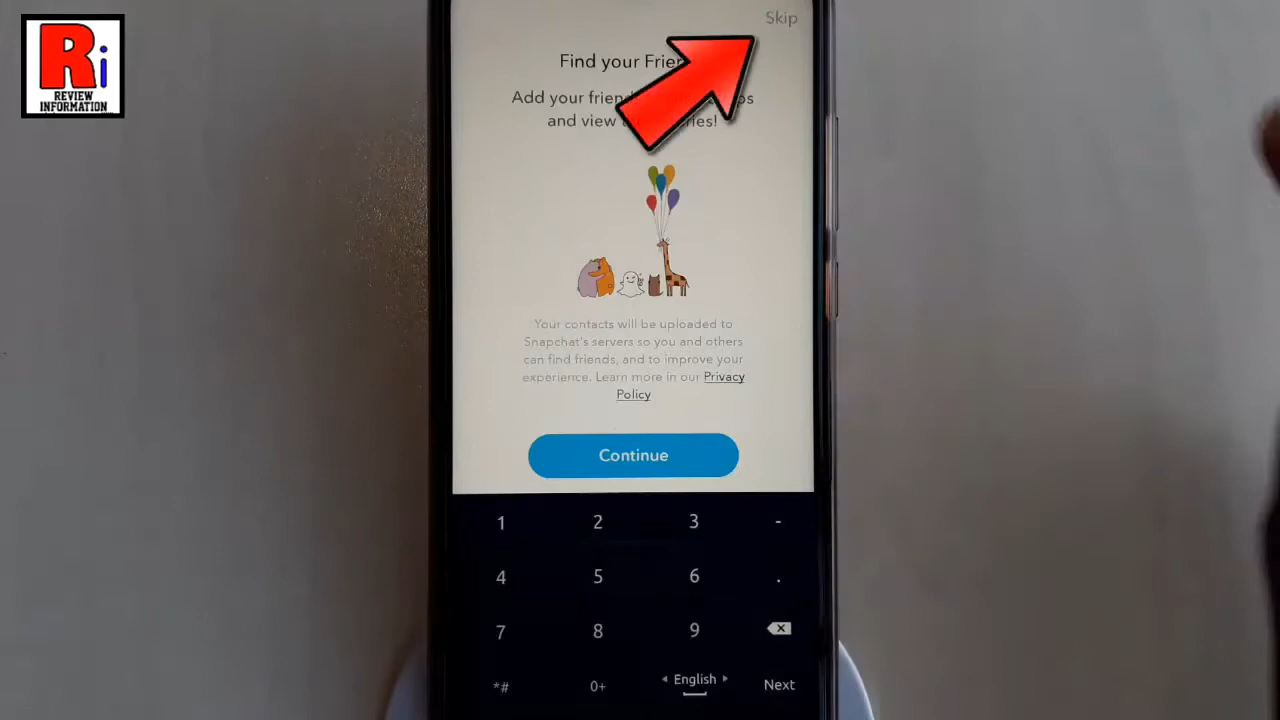 Ri
REVIEW
INFORMATION
Skip
Find your
Add your
and view
Your contacts will be uploaded to
Snapchat's servers so you and others
can find friends, and to improve your
experience. Learn more in our Privacy
Policy
Continue
1 2 3 -
4 5 6 .
7 8 9
*# 0+ English Next